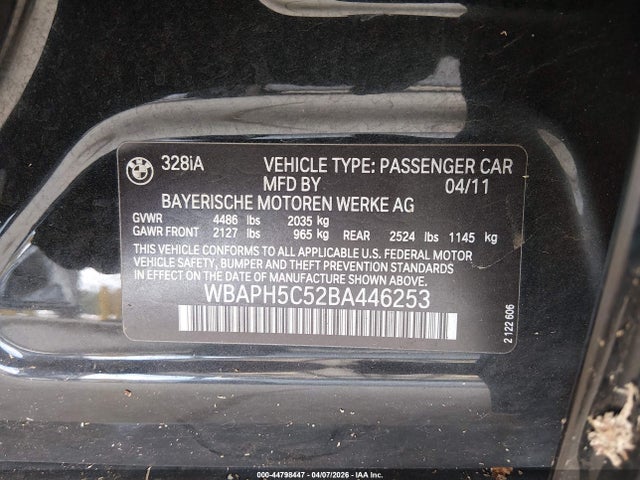 328iA VEHICLE TYPE: PASSENGER CAR
MFD BY 04/11
BAYERISCHE MOTOREN WERKE AG
GVWR 4486 lbs 2035 kg
GAWR FRONT 2127 lbs 965 kg REAR 2524 lbs 1145 kg
THIS VEHICLE CONFORMS TO ALL APPLICABLE U.S. FEDERAL MOTOR
VEHICLE SAFETY, BUMPER AND THEFT PREVENTION STANDARDS IN
EFFECT ON THE DATE OF MANUFACTURE SHOWN ABOVE.
WBAPH5C52BA446253
2 122 606
000-44798447 - 04/07/2026 - IAA Inc.